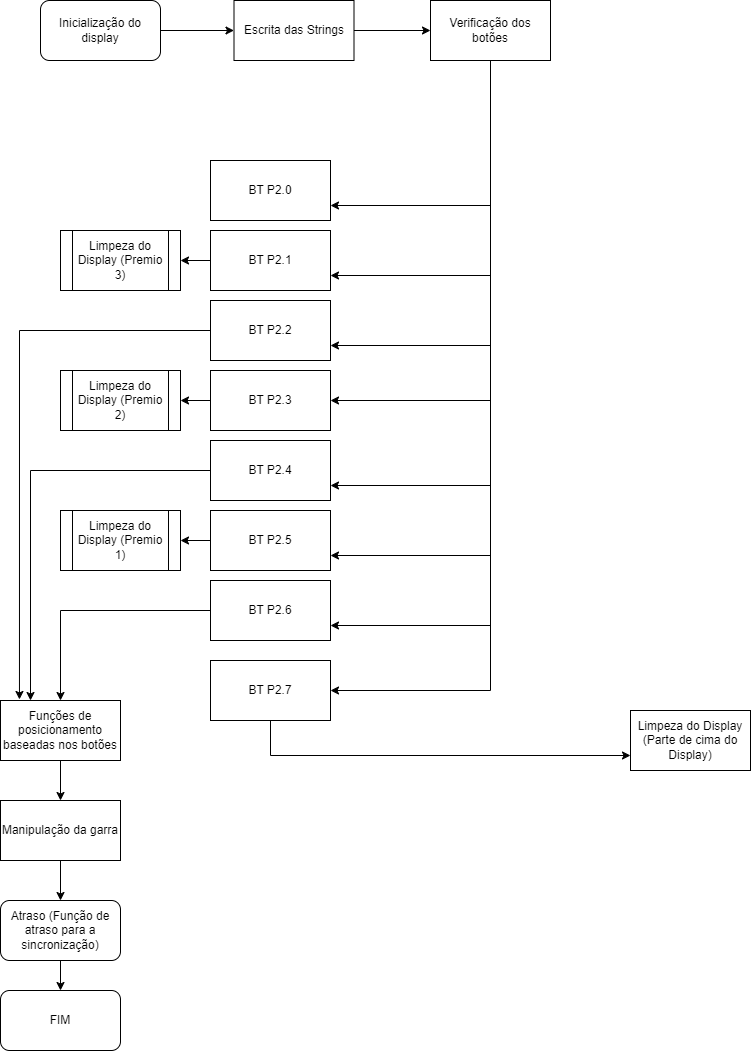 Inicialização do
display
Escrita das Strings
Verificação dos
botões
BT P2.0
Limpeza do
Display (Premio
3)
BT P2.1
BT P2.2
Limpeza do
Display (Premio
2)
BT P2.3
BT P2.4
Limpeza do
Display (Premio
1)
BT P2.5
BT P2.6
BT P2.7
Funções de
posicionamento
baseadas nos botões
Limpeza do Display
(Parte de cima do
Display)
Manipulação da garra
Atraso (Função de
atraso para a
sincronização)
FIM